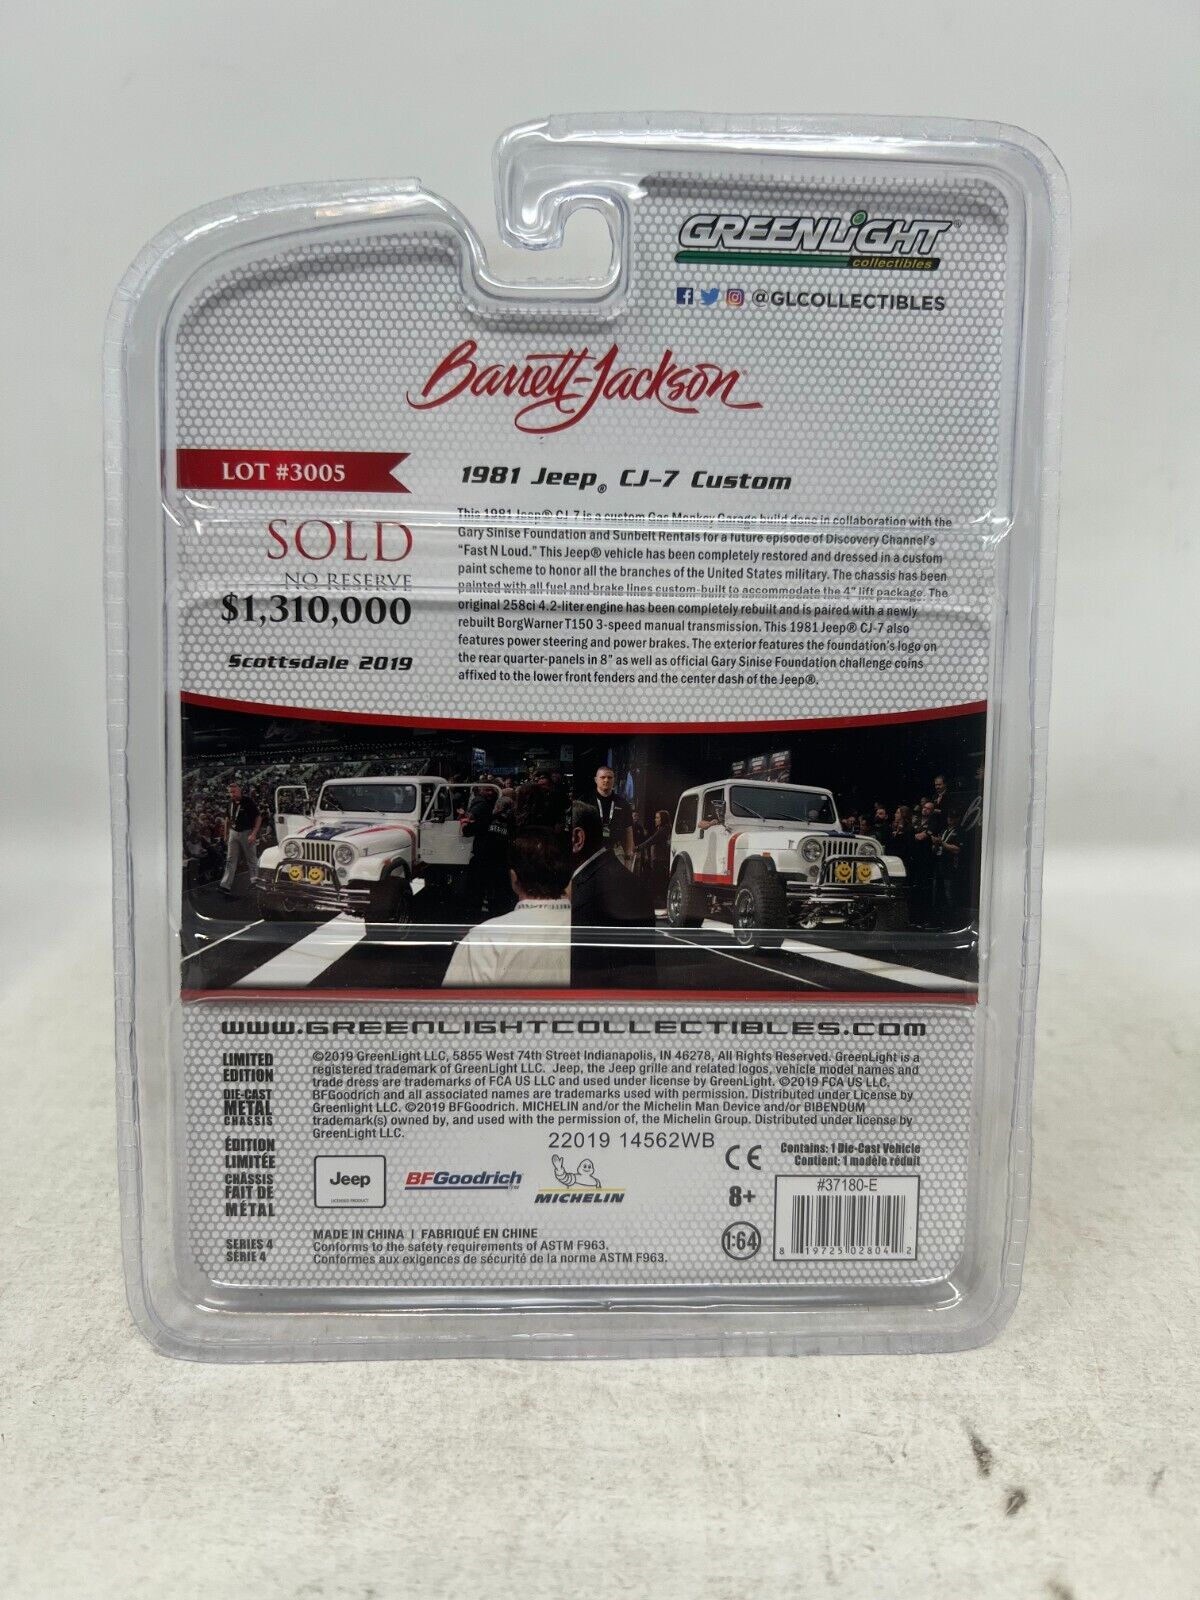 GREENLIGHT®
collectibles
@GLCOLLECTIBLES
Barrett-Jackson®
LOT #3005
1981 Jeep® CJ-7 Custom
SOLD
NO RESERVE
$1,310,000
Scottsdale 2019
This 1981 Jeep® CJ-7 is a custom Gas Monkey Garage build done in collaboration with the
Gary Sinise Foundation and Sunbelt Rentals for a future episode of Discovery Channel's
"Fast N Loud." This Jeep® vehicle has been completely restored and dressed in a custom
paint scheme to honor all the branches of the United States military. The chassis has been
painted with all fuel and brake lines custom-built to accommodate the 4" lift package. The
original 258ci 4.2-liter engine has been completely rebuilt and is paired with a newly
rebuilt BorgWarner T150 3-speed manual transmission. This 1981 Jeep® CJ-7 also
features power steering and power brakes. The exterior features the foundation's logo on
the rear quarter-panels in 8" as well as official Gary Sinise Foundation challenge coins
affixed to the lower front fenders and the center dash of the Jeep®.
WWW.GREENLIGHTCOLLECTIBLES.COM
LIMITED
EDITION
DIE-CAST
METAL
CHASSIS
ÉDITION
LIMITÉE
CHASSIS
FAIT DE
MÉTAL
SERIES 4
SÉRIE 4
©2019 GreenLight LLC, 5855 West 74th Street Indianapolis, IN 46278, All Rights Reserved. GreenLight is a
registered trademark of GreenLight LLC. Jeep, the Jeep grille and related logos, vehicle model names and
trade dress are trademarks of FCA US LLC and used under license by GreenLight. ©2019 FCA US LLC.
BFGoodrich and all associated names are trademarks used with permission. Distributed under License by
Greenlight LLC. ©2019 BFGoodrich. MICHELIN and/or the Michelin Man Device and/or BIBENDUM
trademark(s) owned by, and used with the permission of, the Michelin Group. Distributed under license by
GreenLight LLC.
22019 14562WB
Jeep
LICENSED PRODUCT
BFGoodrich
MICHELIN
CE
8+
1:64
Contains: 1 Die-Cast Vehicle
Contient: 1 modèle réduit
#37180-E
8 19725 02804 2
MADE IN CHINA I FABRIQUÉ EN CHINE
Conforms to the safety requirements of ASTM F963.
Conformes aux exigences de sécurité de la norme ASTM F963.